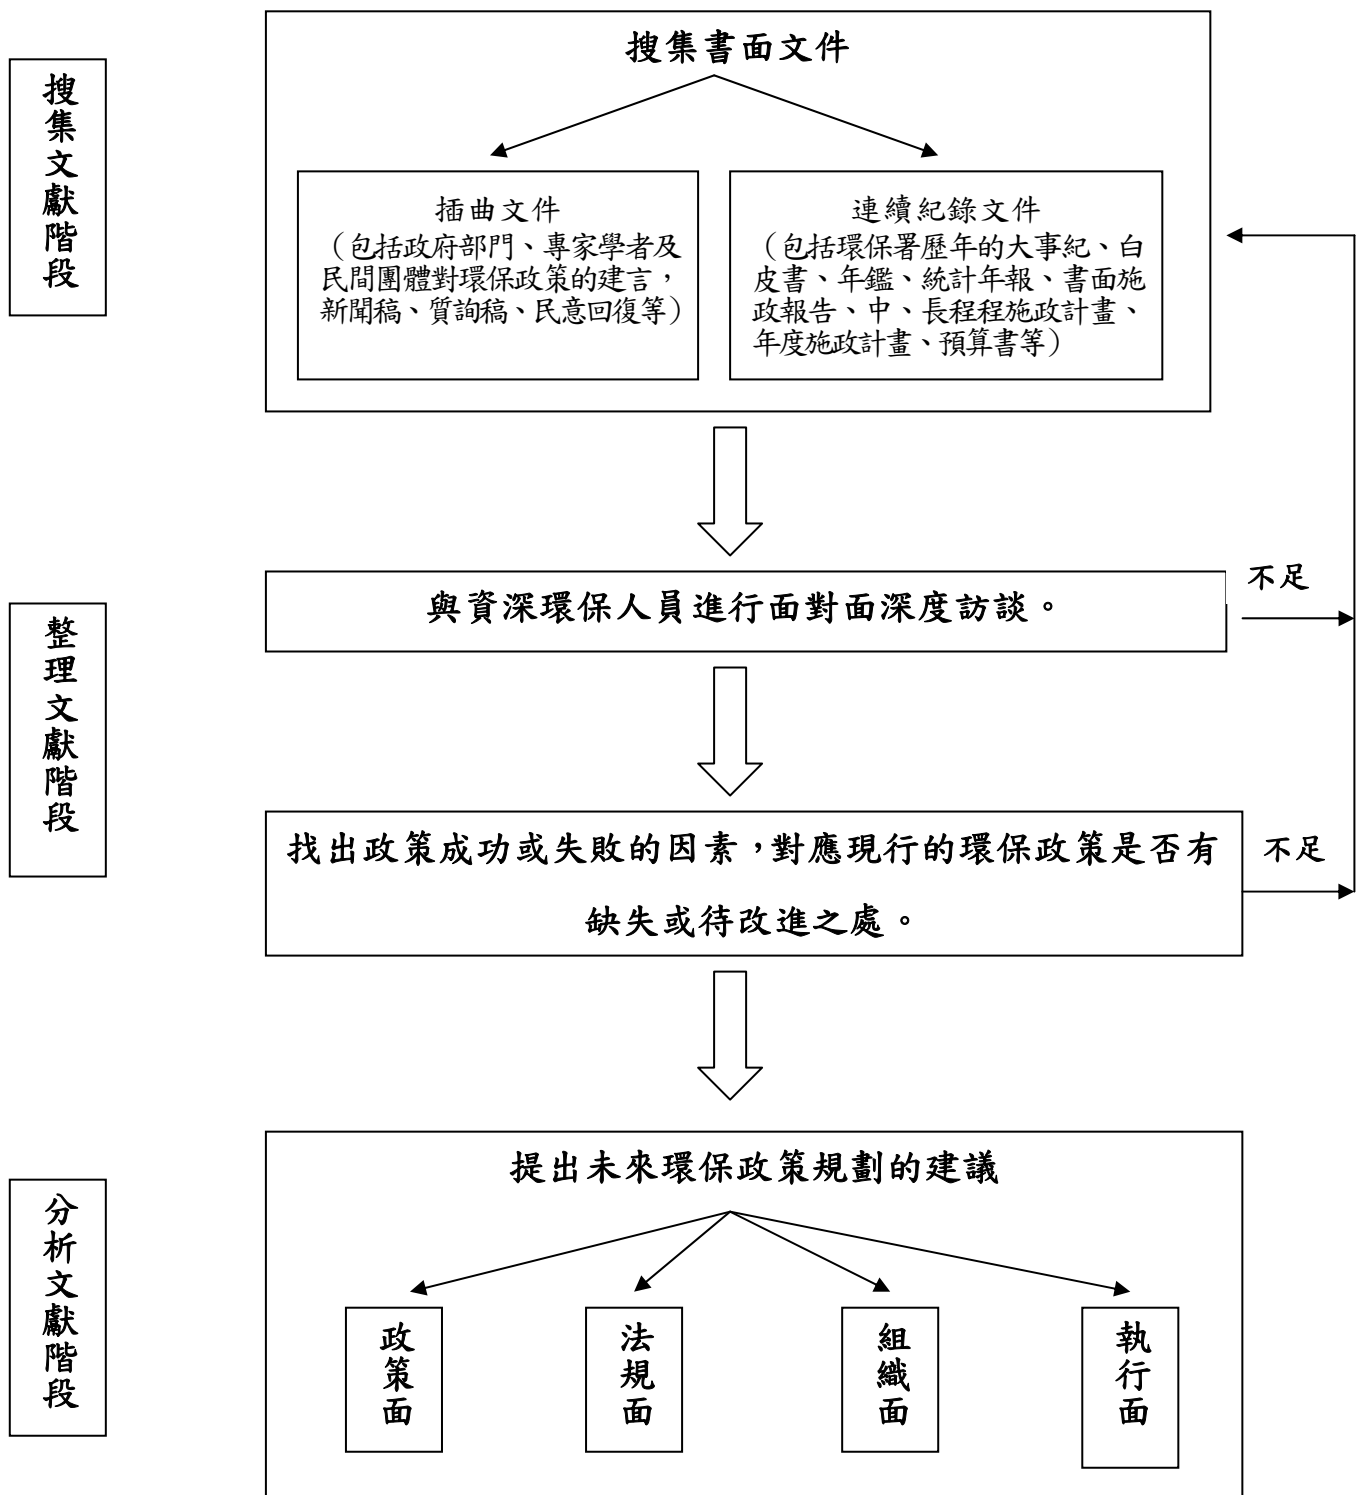 搜集文獻階段
搜集書面文件
插曲文件
（包括政府部門、專家學者及
民間團體對環保政策的建言，
新聞稿、質詢稿、民意回復等）
連續紀錄文件
（包括環保署歷年的大事紀、白
皮書、年鑑、統計年報、書面施
政報告、中、長程程施政計畫、
年度施政計畫、預算書等）
整理文獻階段
與資深環保人員進行面對面深度訪談。
不足
找出政策成功或失敗的因素，對應現行的環保政策是否有
缺失或待改進之處。
不足
分析文獻階段
提出未來環保政策規劃的建議
政策面
法規面
組織面
執行面